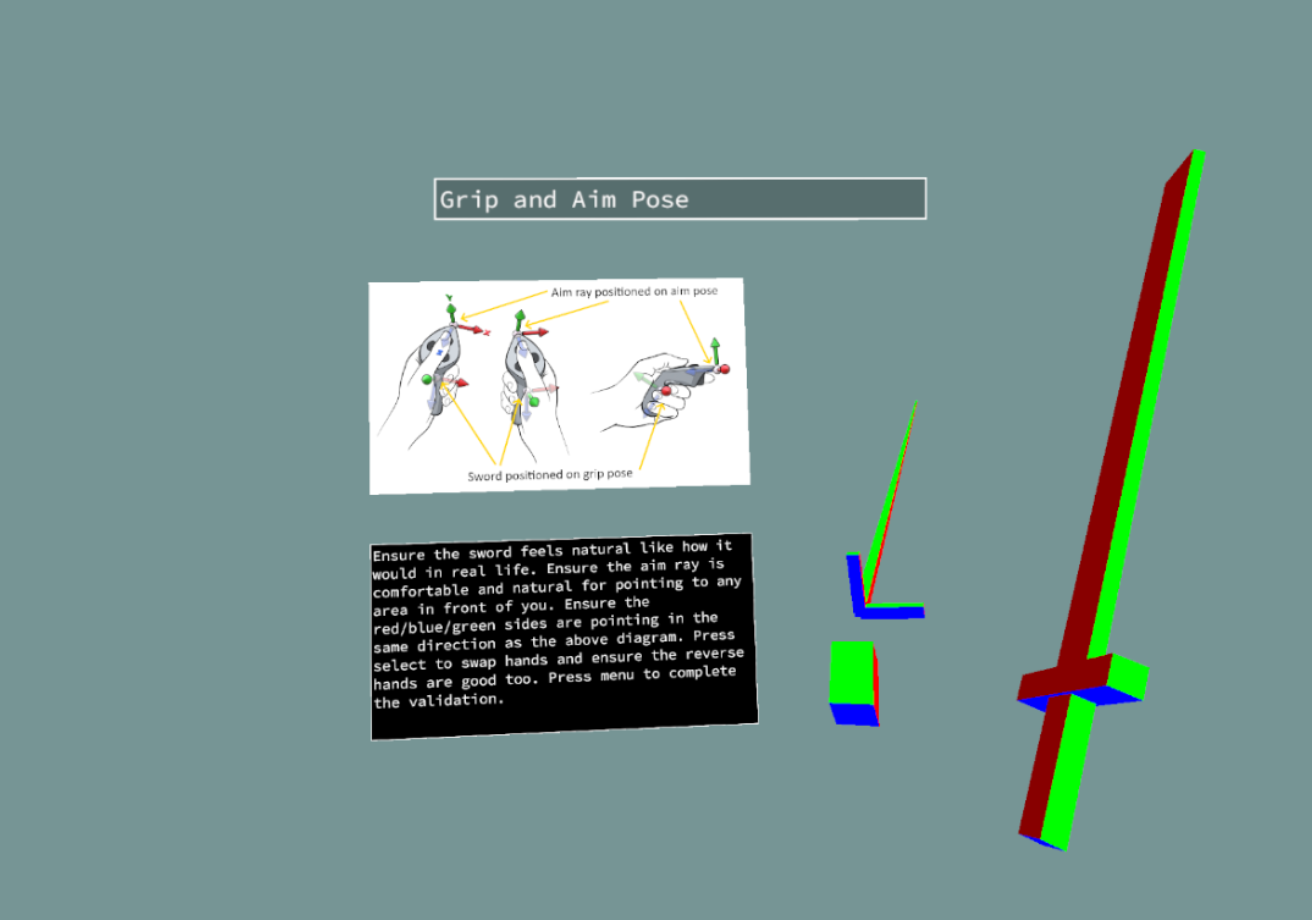 Grip and Aim Pose
Aim ray positioned on aim pose
Y
X
Sword positioned on grip pose
Ensure the sword feels natural like how it
would in real life. Ensure the aim ray is
comfortable and natural for pointing to any
area in front of you. Ensure the
red/blue/green sides are pointing in the
same direction as the above diagram. Press
select to swap hands and ensure the reverse
hands are good too. Press menu to complete
the validation.